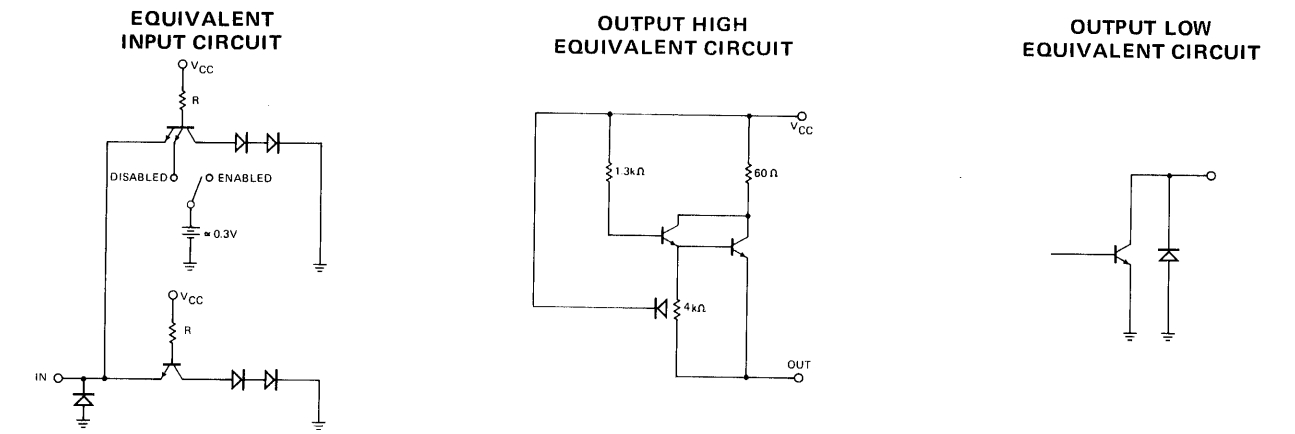 EQUIVALENT
INPUT CIRCUIT
VCC
R
DISABLED
ENABLED
≈ 0.3V
VCC
R
IN
OUTPUT HIGH
EQUIVALENT CIRCUIT
VCC
1.3kΩ
60 Ω
4kΩ
OUT
OUTPUT LOW
EQUIVALENT CIRCUIT